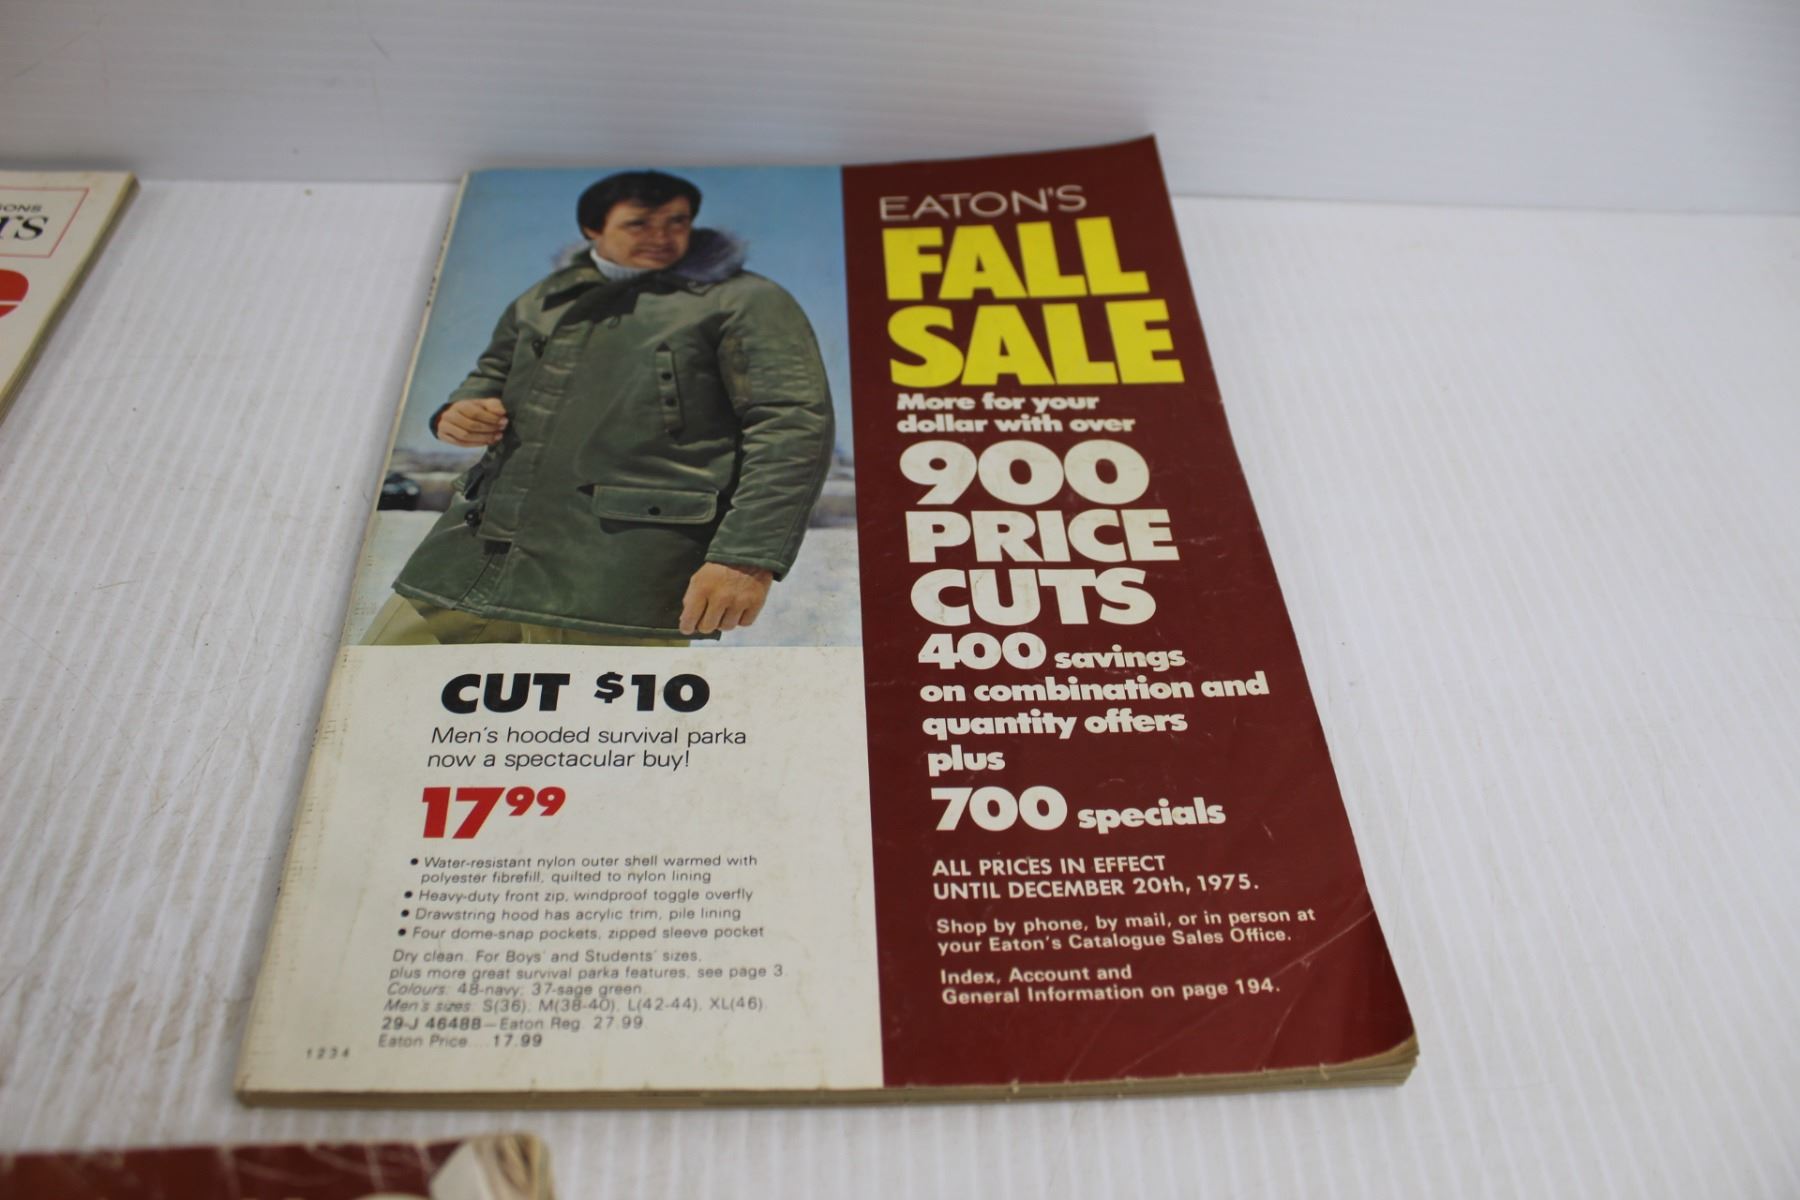 ONS
rs
EATON'S
FALL
SALE
More for your
dollar with over
900
PRICE
CUTS
400 savings
on combination and
quantity offers
plus
700 specials
ALL PRICES IN EFFECT
UNTIL DECEMBER 20th, 1975.
Shop by phone, by mail, or in person at
your Eaton's Catalogue Sales Office.
Index, Account and
General Information on page 194.
CUT $10
Men's hooded survival parka
now a spectacular buy!
17 99
• Water-resistant nylon outer shell warmed with
polyester fibrefill, quilted to nylon lining
• Heavy-duty front zip, windproof toggle overfly
• Drawstring hood has acrylic trim, pile lining
• Four dome-snap pockets, zipped sleeve pocket
Dry clean. For Boys' and Students' sizes,
plus more great survival parka features, see page 3.
Colours: 48-navy; 37-sage green.
Men's sizes: S(36), M(38-40), L(42-44), XL(46).
29-J 4648B—Eaton Reg. 27.99
Eaton Price....17.99
1234